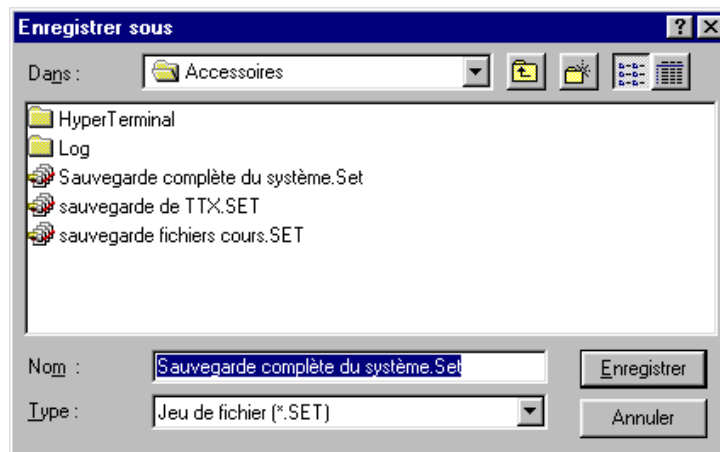 Enregistrer sous
Dans : Accessoires
HyperTerminal
Log
Sauvegarde complète du système.Set
sauvegarde de TTX.SET
sauvegarde fichiers cours.SET
Nom : Sauvegarde complète du système.Set Enregistrer
Type : Jeu de fichier (*.SET) Annuler